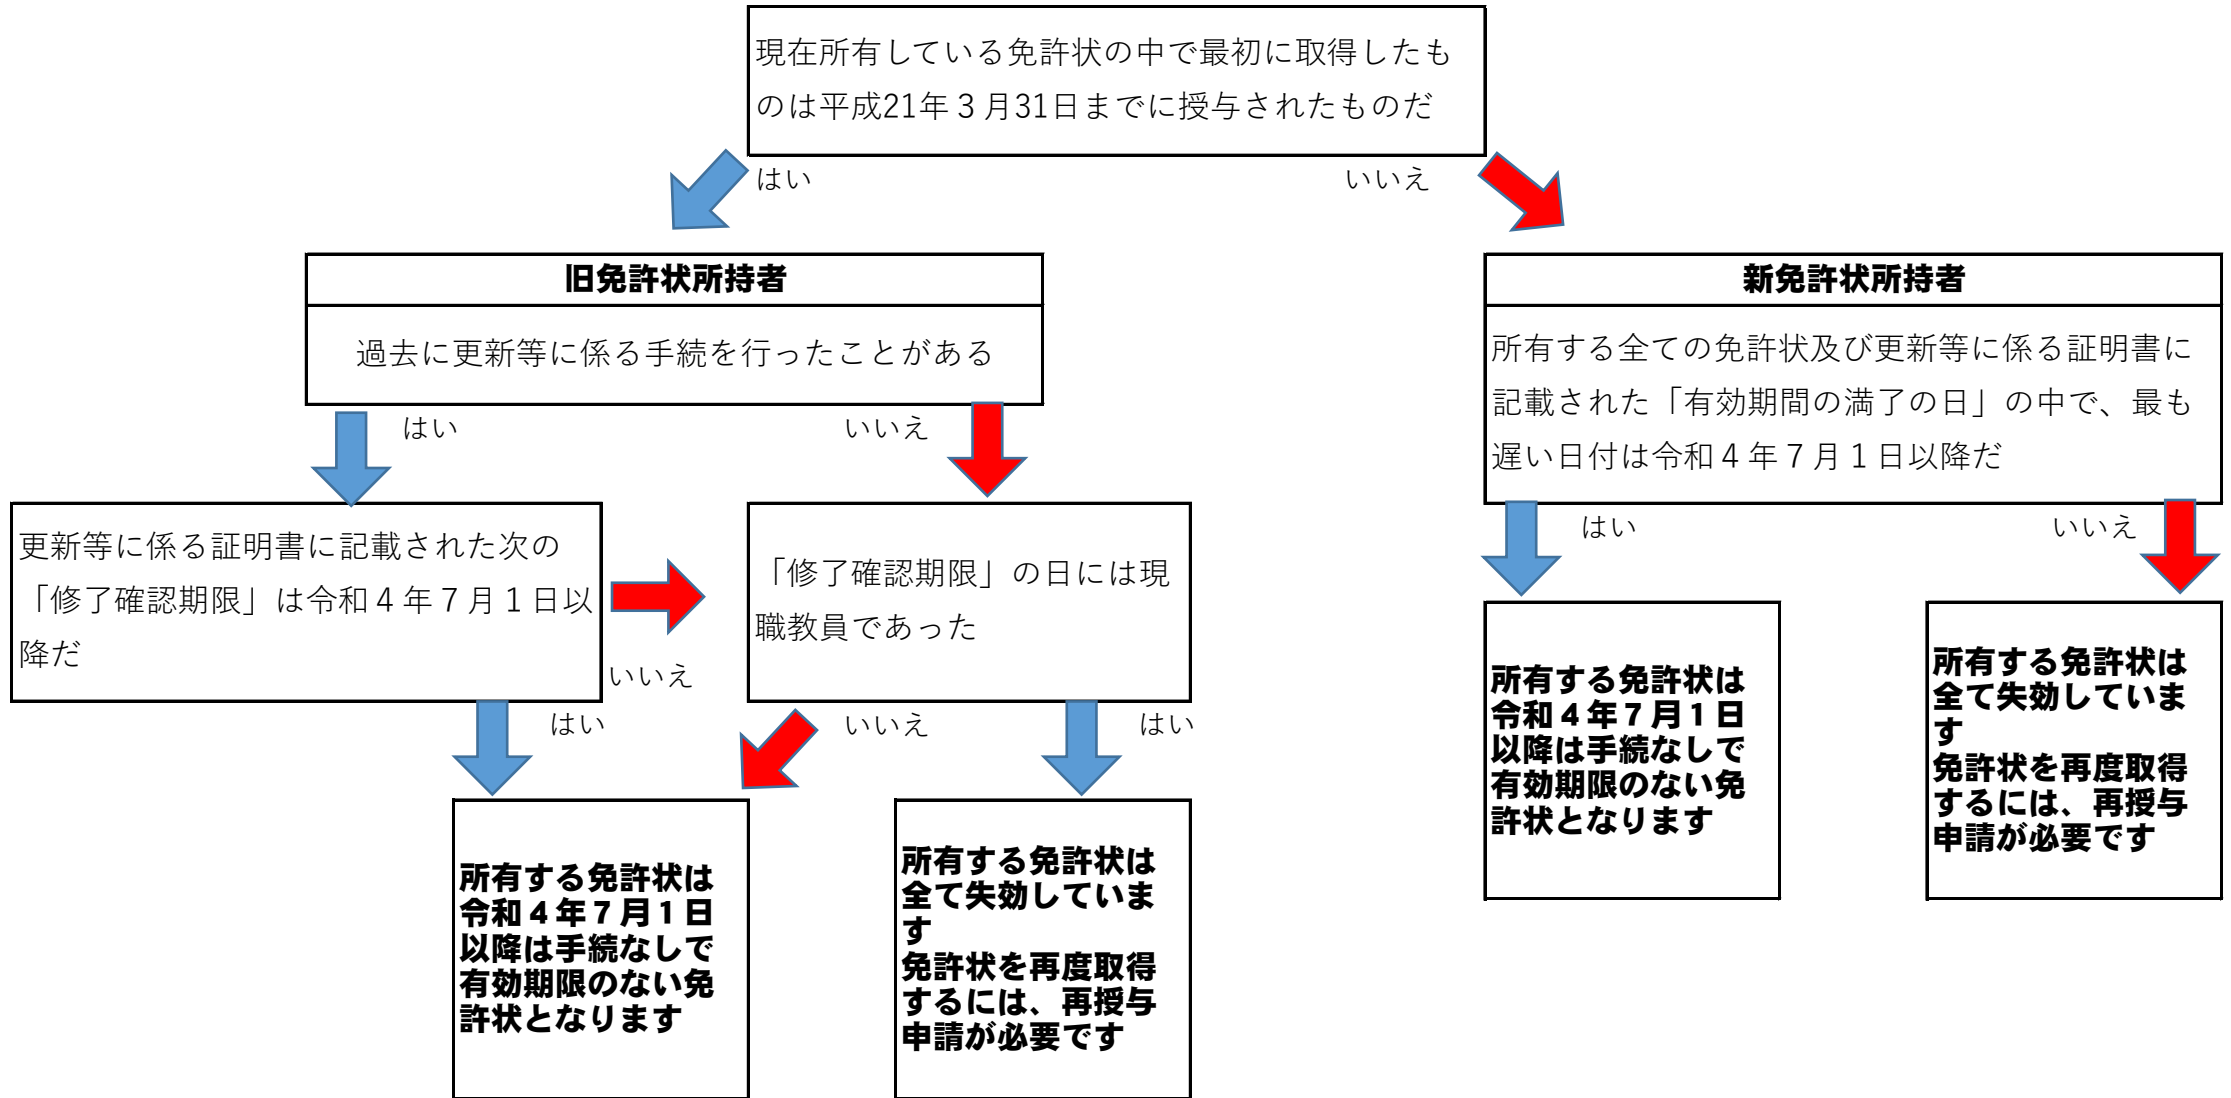 現在所有している免許状の中で最初に取得したも
のは平成21年３月31日までに授与されたものだ
はい
いいえ
旧免許状所持者
過去に更新等に係る手続を行ったことがある
新免許状所持者
所有する全ての免許状及び更新等に係る証明書に
記載された「有効期間の満了の日」の中で、最も
遅い日付は令和４年７月１日以降だ
はい
いいえ
更新等に係る証明書に記載された次の
「修了確認期限」は令和４年７月１日以
降だ
いいえ
「修了確認期限」の日には現
職教員であった
はい
いいえ
はい
いいえ
はい
所有する免許状は
令和４年７月１日
以降は手続なしで
有効期限のない免
許状となります
所有する免許状は
全て失効していま
す
免許状を再度取得
するには、再授与
申請が必要です
所有する免許状は
令和４年７月１日
以降は手続なしで
有効期限のない免
許状となります
所有する免許状は
全て失効していま
す
免許状を再度取得
するには、再授与
申請が必要です